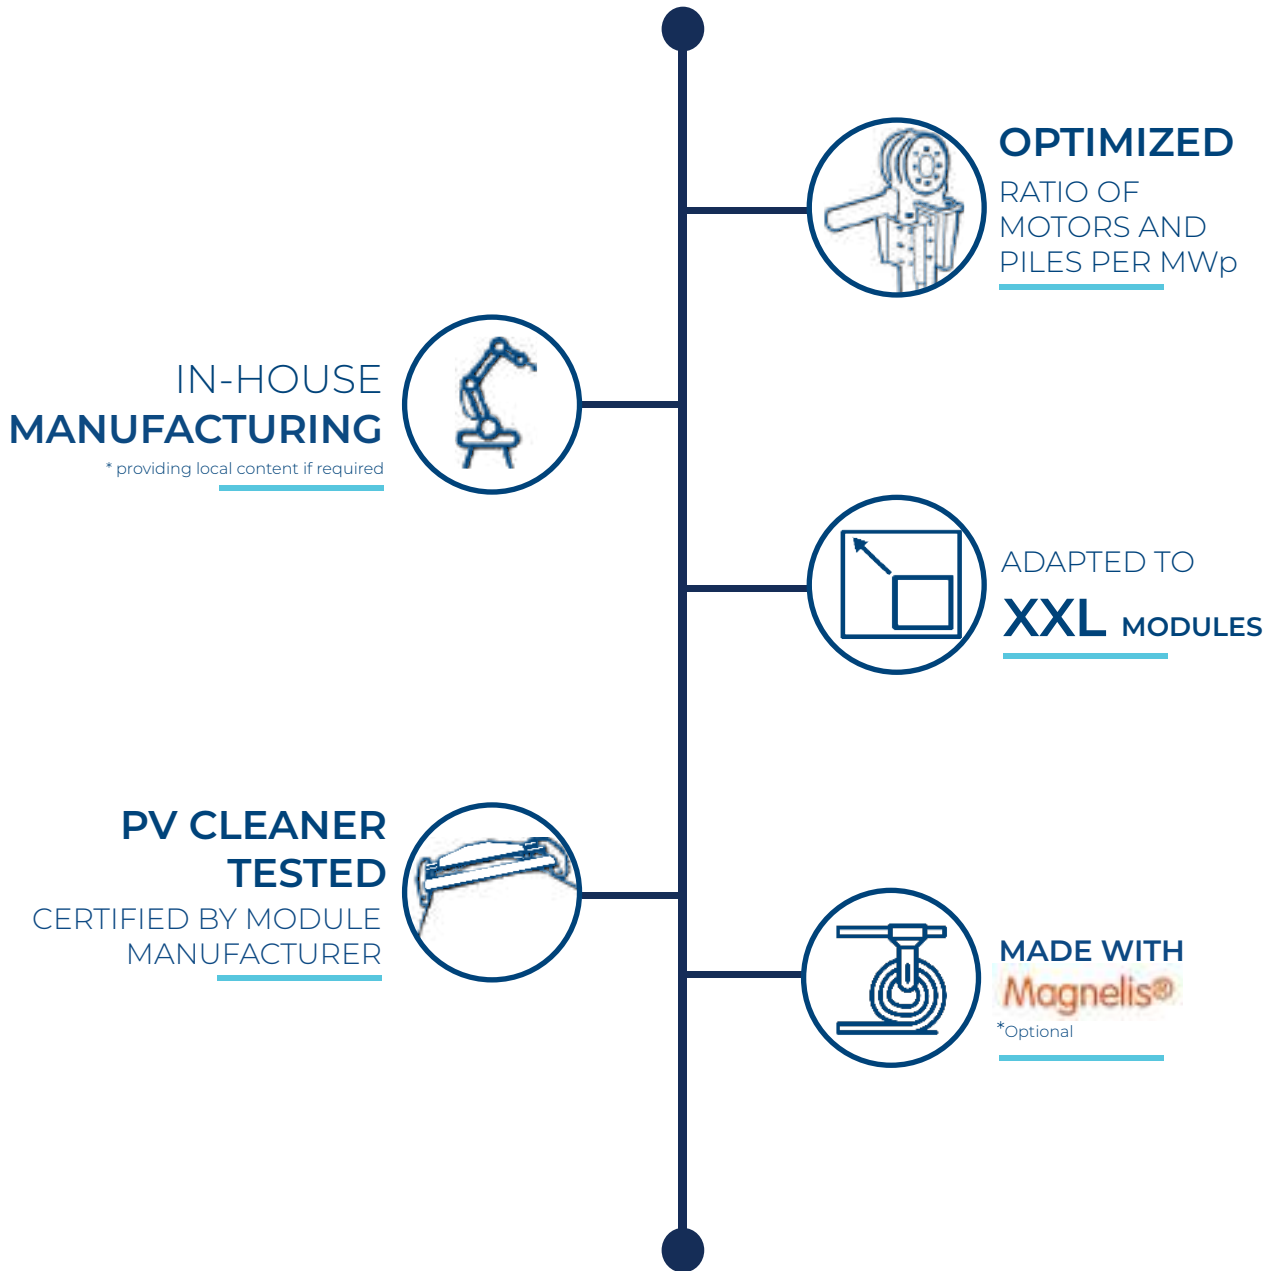 OPTIMIZED
RATIO OF
MOTORS AND
PILES PER MWp
IN-HOUSE
MANUFACTURING
* providing local content if required
ADAPTED TO
XXL MODULES
PV CLEANER
TESTED
CERTIFIED BY MODULE
MANUFACTURER
MADE WITH
Magnelis®
*Optional